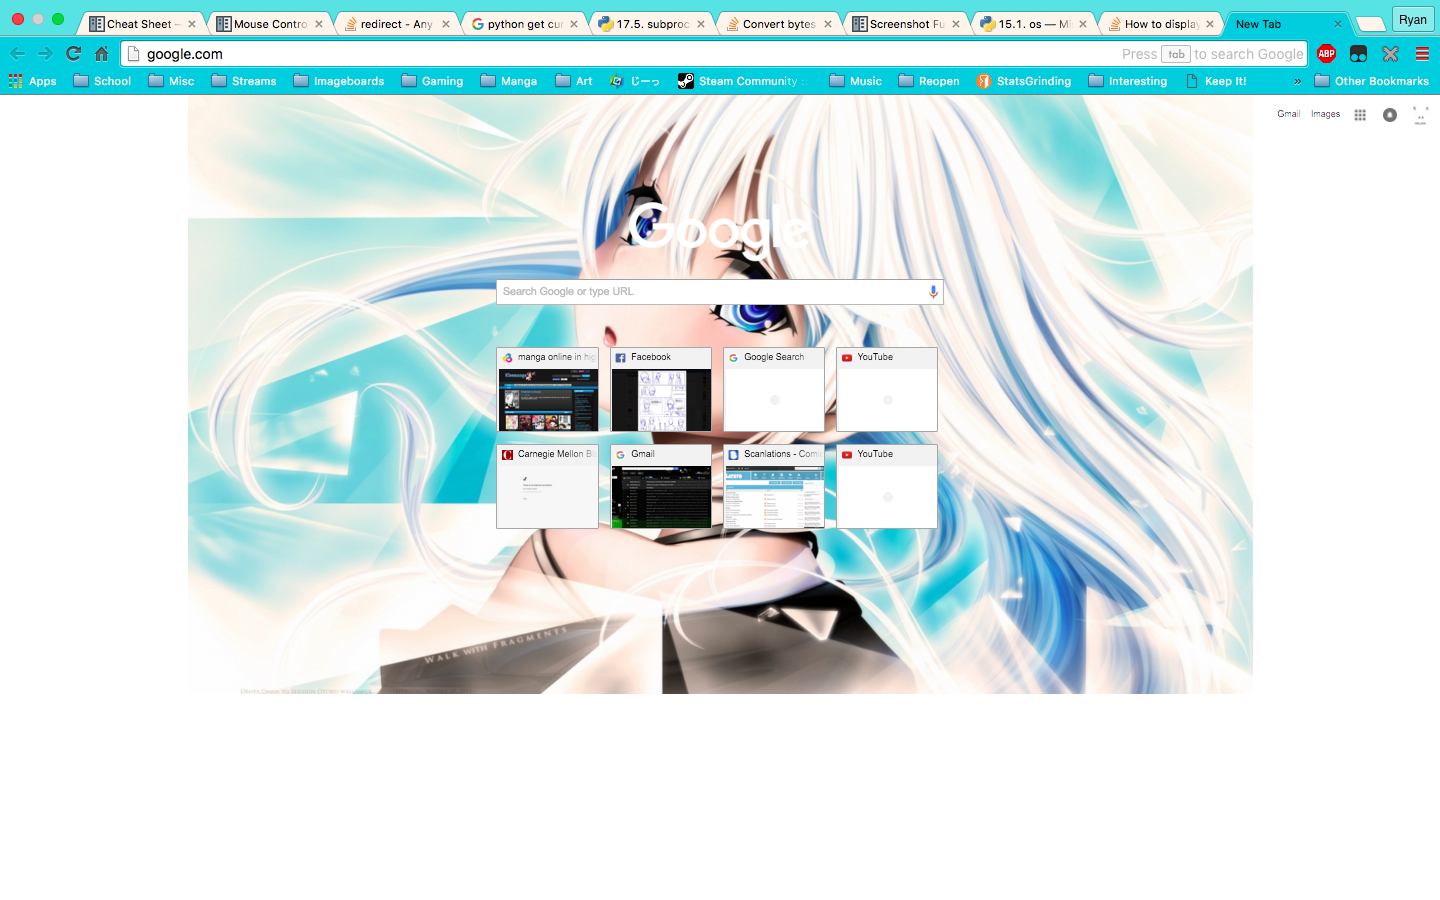 Cheat Sheet –
Mouse Contro
redirect - Any
python get cur
17.5. subproc
Convert bytes
Screenshot Fu
15.1. os — Mi
How to display
New Tab
Ryan
google.com
Press tab to search Google
ABP
Apps
School
Misc
Streams
Imageboards
Gaming
Manga
Art
じーっ
Steam Community ::
Music
Reopen
StatsGrinding
Interesting
Keep It!
»
Other Bookmarks
Gmail
Images
Google
Search Google or type URL
manga online in hig
Facebook
Google Search
YouTube
Carnegie Mellon
Gmail
Scanlations - Comic
YouTube
WALK WITH FRAGMENTS